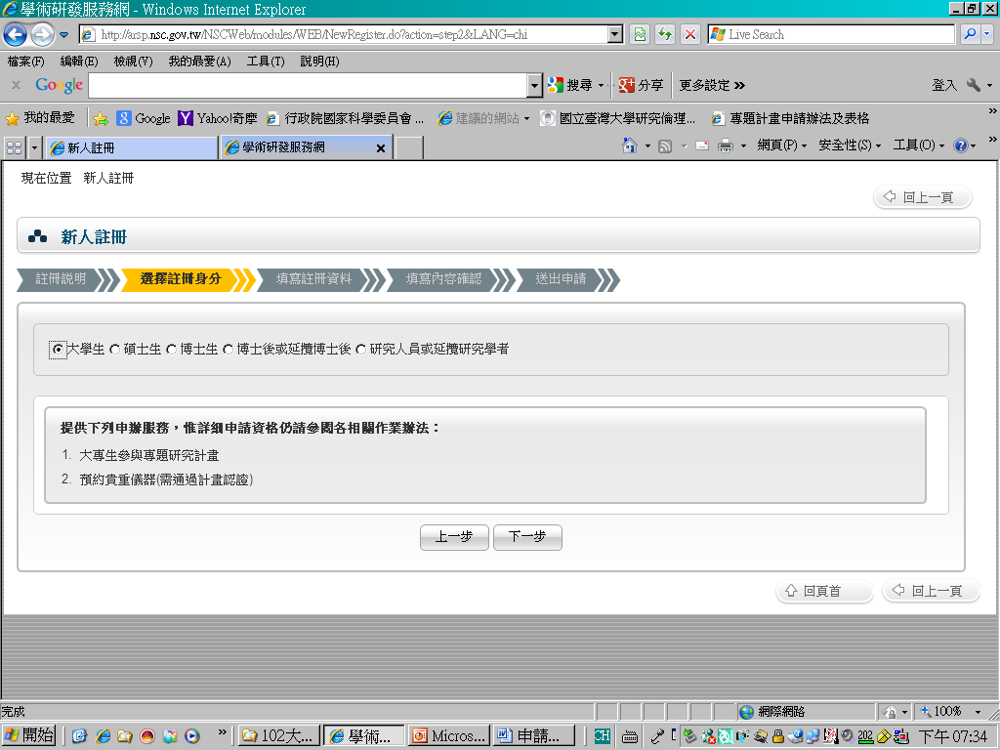 學術研發服務網 - Windows Internet Explorer
http://arsp.nsc.gov.tw/NSCWeb/modules/WEB/NewRegister.do?action=step2&LANG=chi
Live Search
檔案(F) 編輯(E) 檢視(V) 我的最愛(A) 工具(T) 說明(H)
Google 搜尋 分享 更多設定 » 登入
我的最愛 Google Yahoo!奇摩 行政院國家科學委員會 ... 建議的網站 國立臺灣大學研究倫理... 專題計畫申請辦法及表格 »
新人註冊 學術研發服務網 網頁(P) 安全性(S) 工具(O) »
現在位置 新人註冊
回上一頁
新人註冊
註冊說明 選擇註冊身分 填寫註冊資料 填寫內容確認 送出申請
大學生 碩士生 博士生 博士後或延攬博士後 研究人員或延攬研究學者
提供下列申辦服務，惟詳細申請資格仍請參閱各相關作業辦法：
1. 大專生參與專題研究計畫
2. 預約貴重儀器(需通過計畫認證)
上一步 下一步
回頁首 回上一頁
完成 網際網路 100%
開始 » 102大... 學術... Micros... 申請... CH 202 下午 07:34